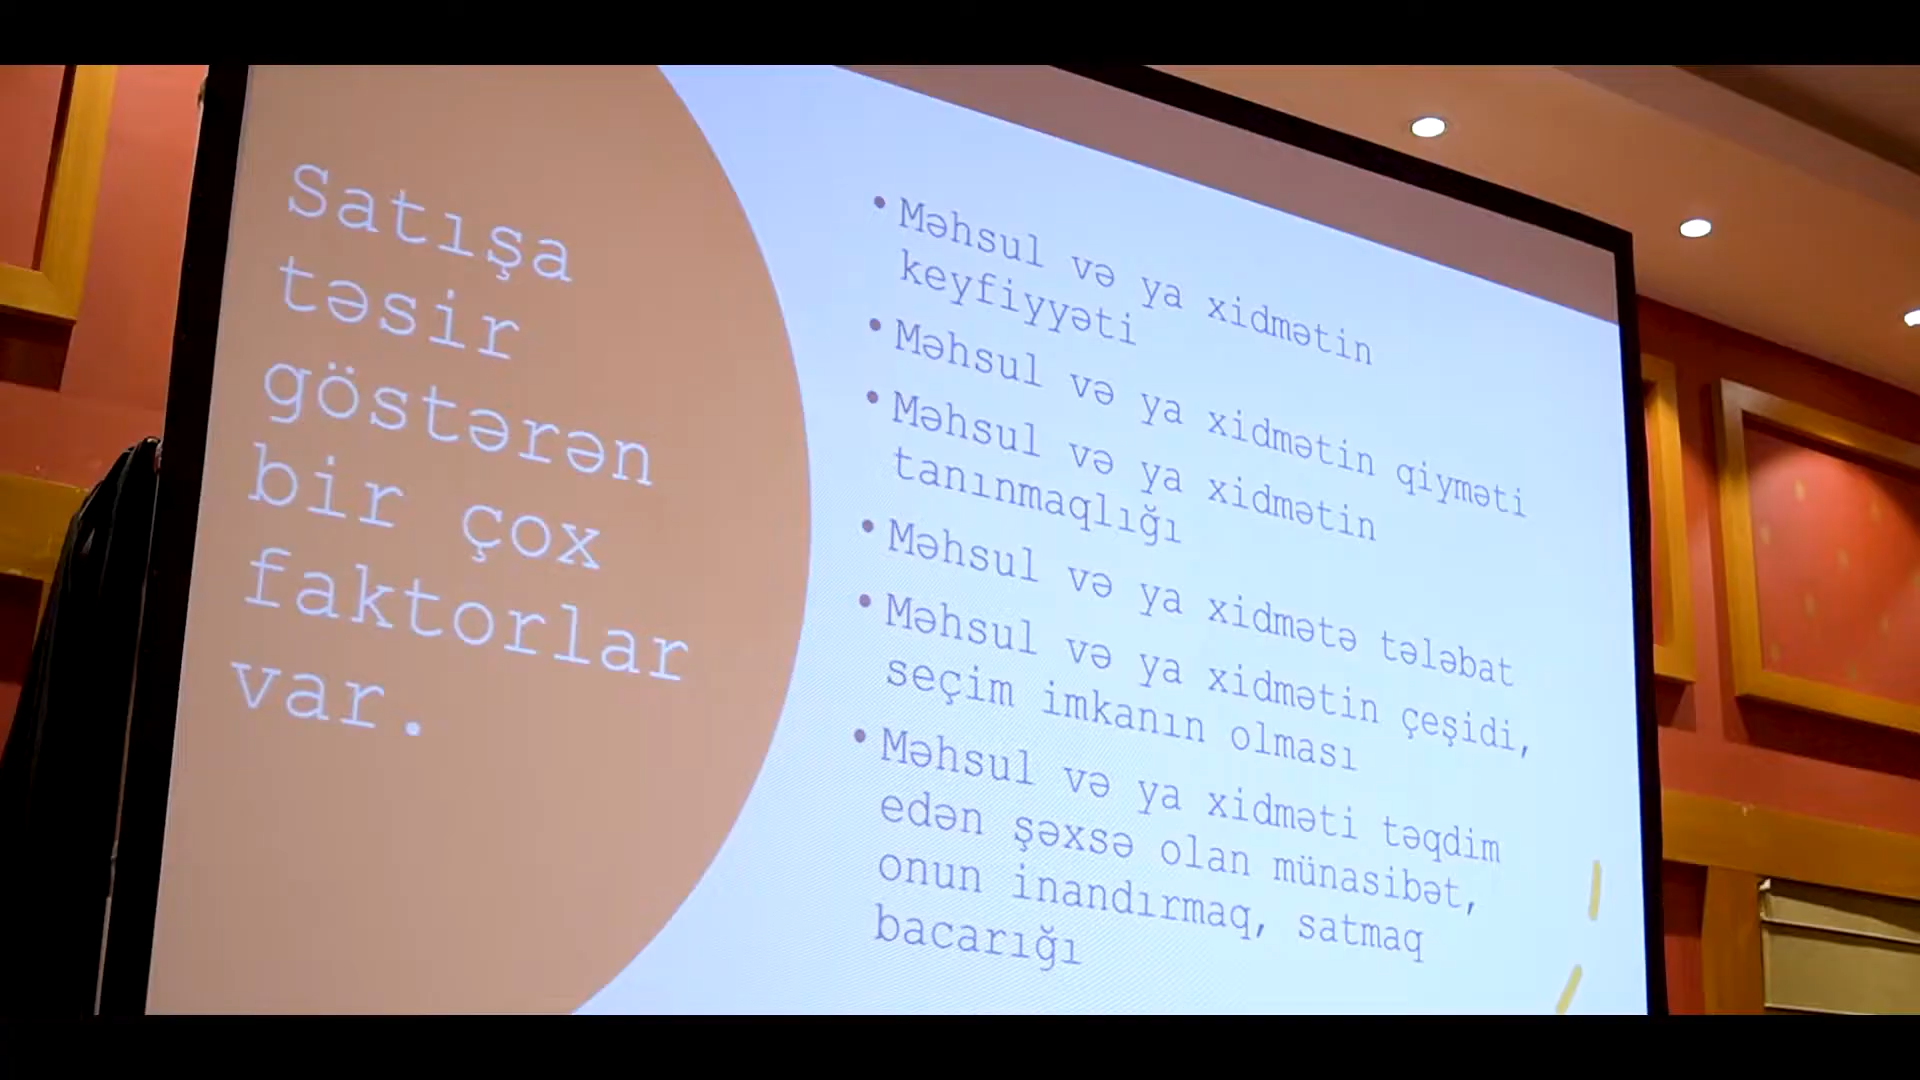 Satışa
təsir
göstərən
bir çox
faktorlar
var.
• Məhsul və ya xidmətin
keyfiyyəti
• Məhsul və ya xidmətin qiyməti
• Məhsul və ya xidmətin
tanınmaqlığı
• Məhsul və ya xidmətə tələbat
• Məhsul və ya xidmətin çeşidi,
seçim imkanın olması
• Məhsul və ya xidməti təqdim
edən şəxsə olan münasibət,
onun inandırmaq, satmaq
bacarığı